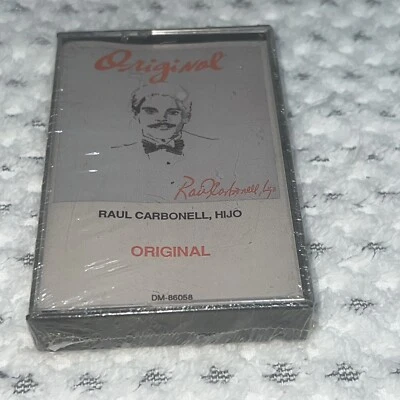 Original
Raul Carbonell, hijo
RAUL CARBONELL, HIJO
ORIGINAL
DM-86058